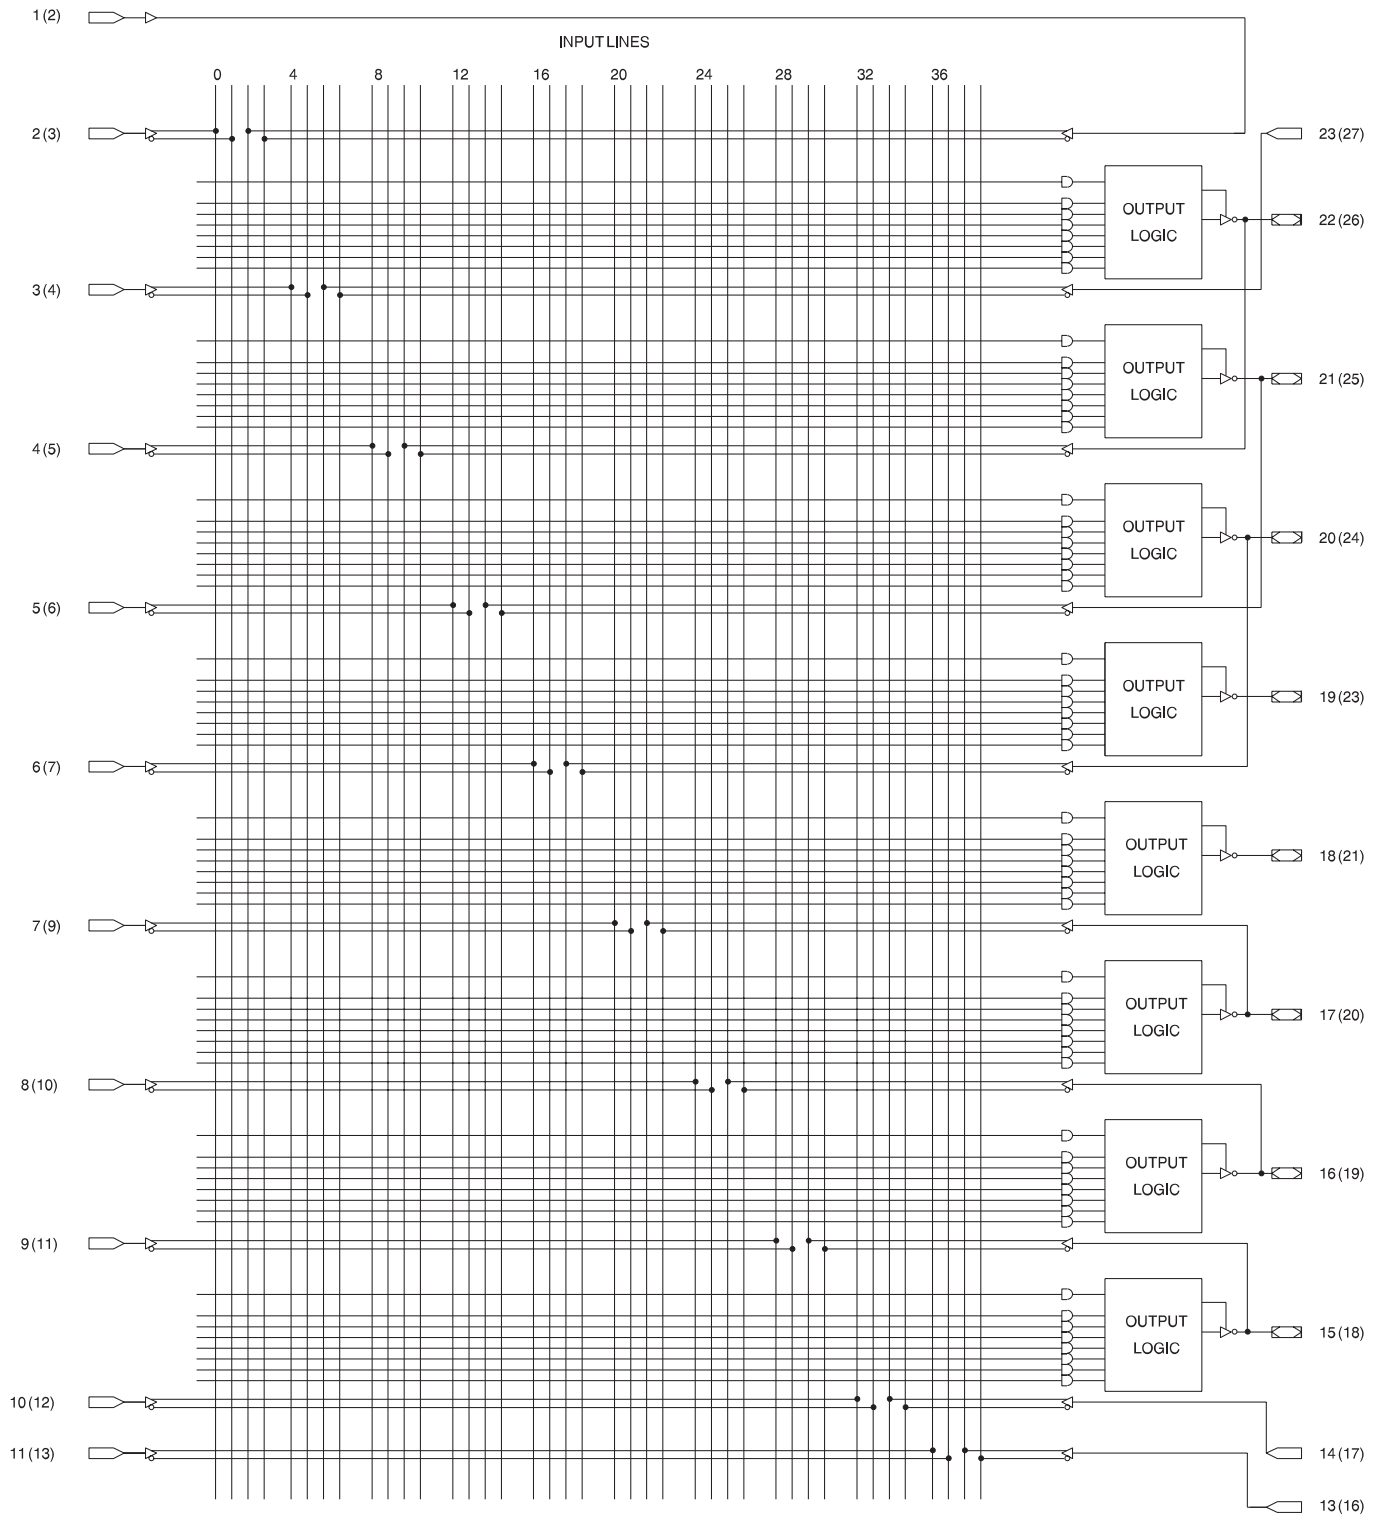 1(2)
INPUT LINES
0 4 8 12 16 20 24 28 32 36
2(3)
23(27)
OUTPUT
LOGIC
22(26)
3(4)
OUTPUT
LOGIC
21(25)
4(5)
OUTPUT
LOGIC
20(24)
5(6)
OUTPUT
LOGIC
19(23)
6(7)
OUTPUT
LOGIC
18(21)
7(9)
OUTPUT
LOGIC
17(20)
8(10)
OUTPUT
LOGIC
16(19)
9(11)
OUTPUT
LOGIC
15(18)
10(12)
11(13)
14(17)
13(16)